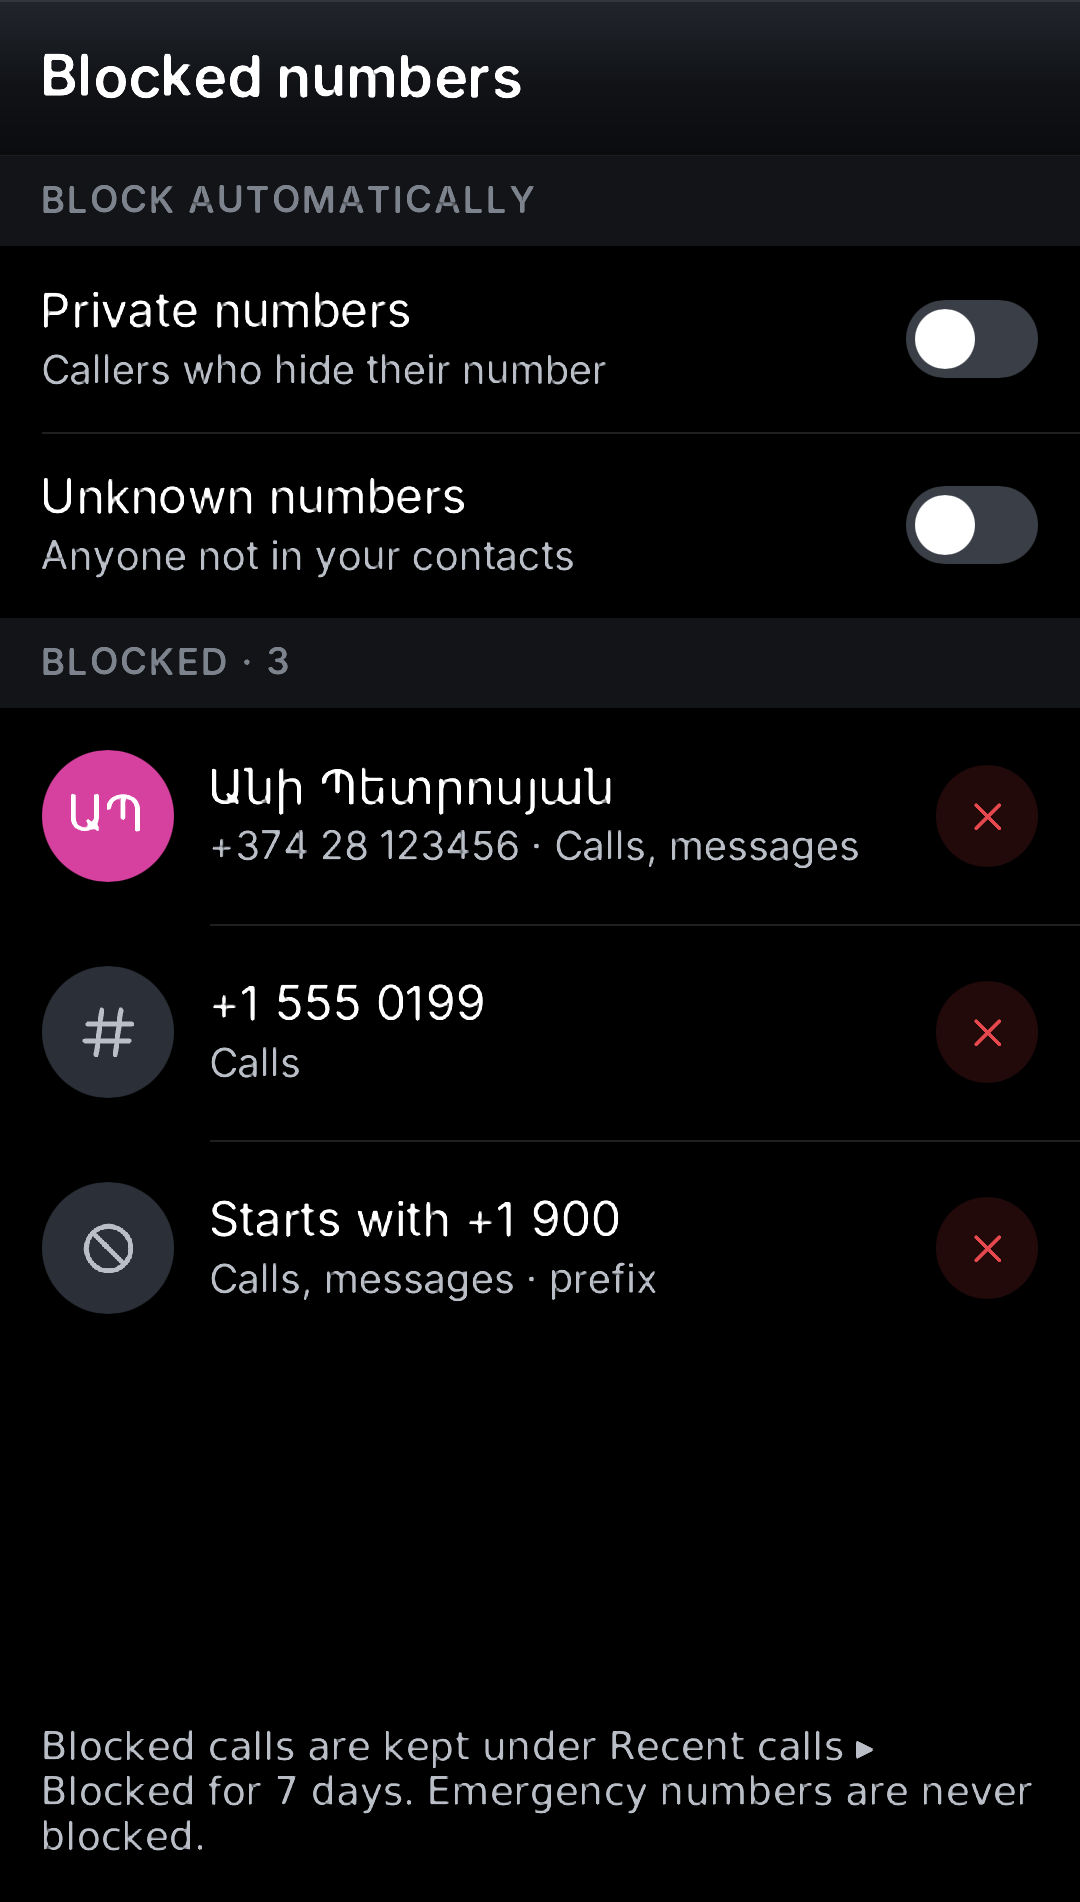 Blocked numbers
BLOCK AUTOMATICALLY
Private numbers
Callers who hide their number
Unknown numbers
Anyone not in your contacts
BLOCKED · 3
ԱՊ
Անի Պետրոսյան
+374 28 123456 · Calls, messages
+1 555 0199
Calls
Starts with +1 900
Calls, messages · prefix
Blocked calls are kept under Recent calls ▸
Blocked for 7 days. Emergency numbers are never
blocked.